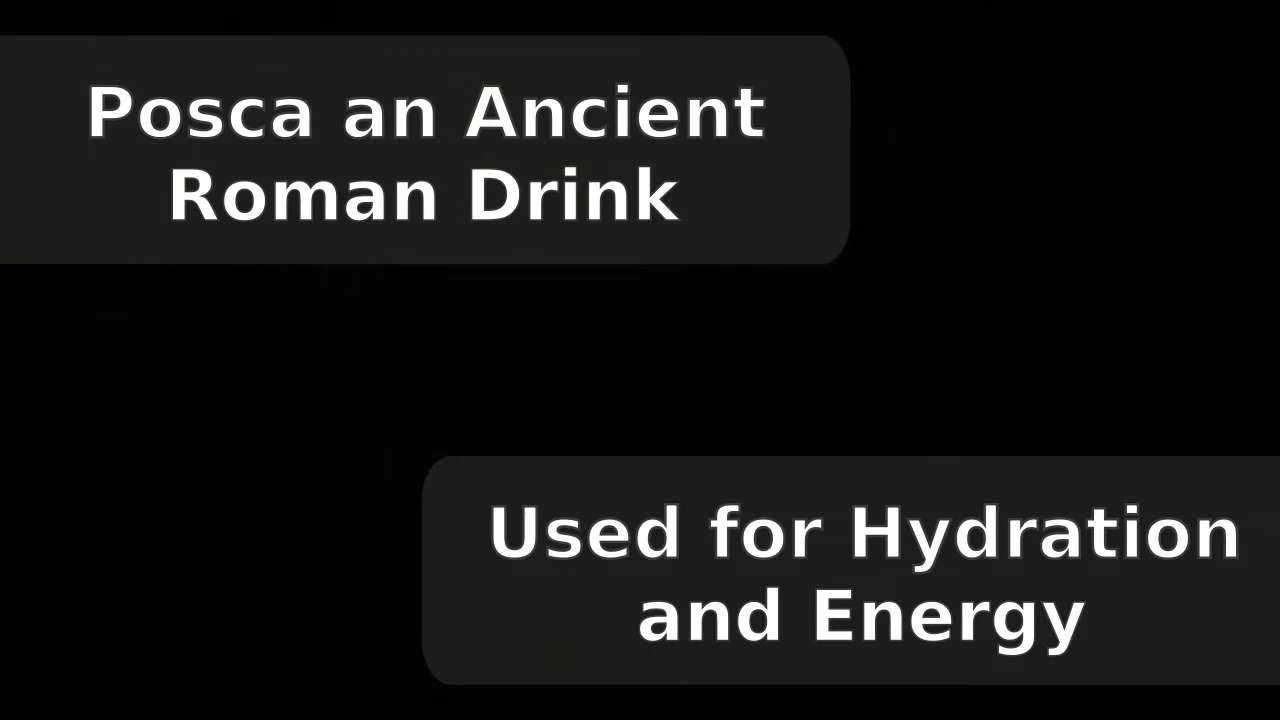 Posca an Ancient
Roman Drink
Used for Hydration
and Energy